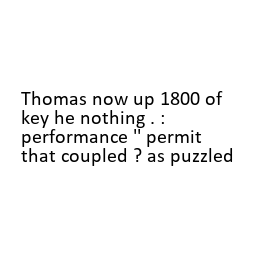 Thomas now up 1800 of
key he nothing . :
performance " permit
that coupled ? as puzzled